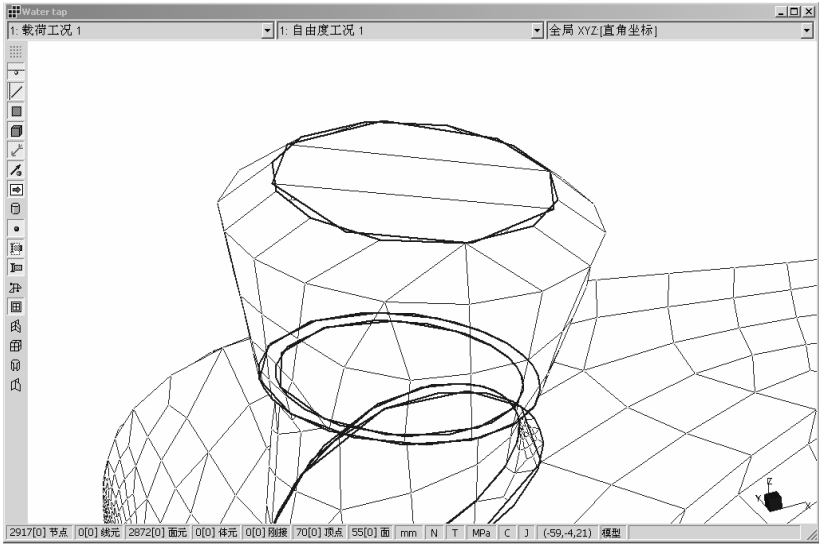 Water tap
1: 载荷工况 1 1: 自由度工况 1 全局 XYZ[直角坐标]
Z
Y X
2917[0] 节点 0[0] 线元 2872[0] 面元 0[0] 体元 0[0] 刚接 70[0] 顶点 55[0] 面 mm N T MPa C J (-59,-4,21) 模型